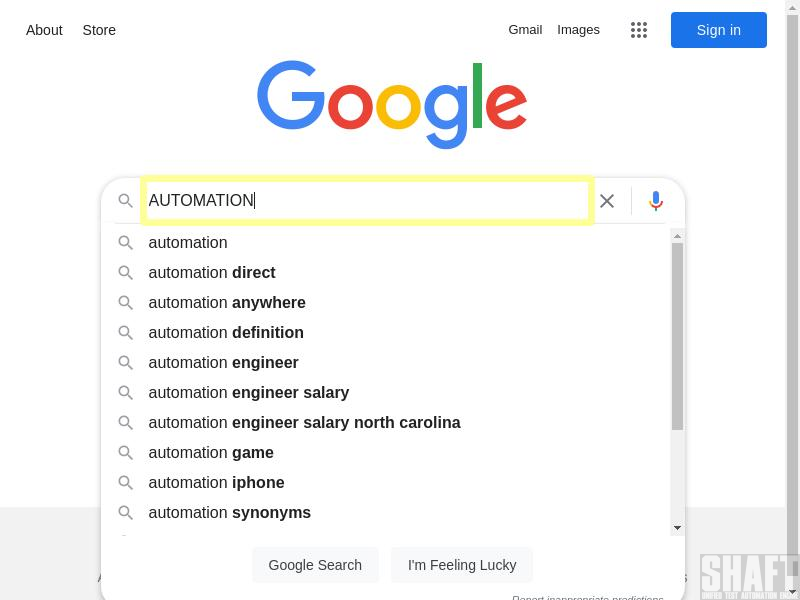 About Store Gmail Images Sign in
Google
AUTOMATION
automation
automation direct
automation anywhere
automation definition
automation engineer
automation engineer salary
automation engineer salary north carolina
automation game
automation iphone
automation synonyms
Google Search I'm Feeling Lucky
Report inappropriate predictions
SHAFT